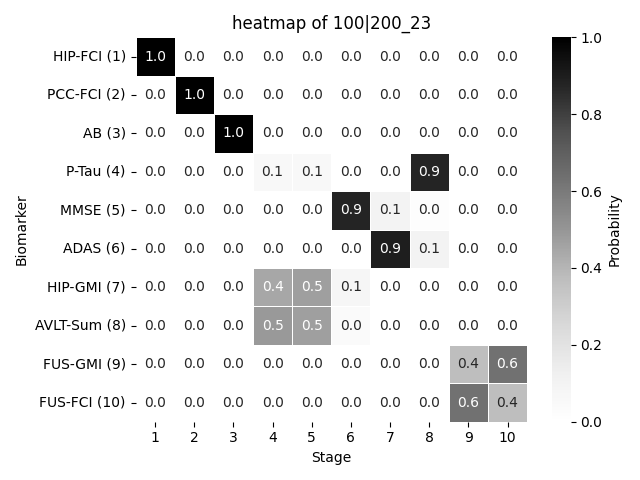 heatmap of 100|200_23
HIP-FCI (1) 1.0 0.0 0.0 0.0 0.0 0.0 0.0 0.0 0.0 0.0
PCC-FCI (2) 0.0 1.0 0.0 0.0 0.0 0.0 0.0 0.0 0.0 0.0
AB (3) 0.0 0.0 1.0 0.0 0.0 0.0 0.0 0.0 0.0 0.0
P-Tau (4) 0.0 0.0 0.0 0.1 0.1 0.0 0.0 0.9 0.0 0.0
MMSE (5) 0.0 0.0 0.0 0.0 0.0 0.9 0.1 0.0 0.0 0.0
ADAS (6) 0.0 0.0 0.0 0.0 0.0 0.0 0.9 0.1 0.0 0.0
HIP-GMI (7) 0.0 0.0 0.0 0.4 0.5 0.1 0.0 0.0 0.0 0.0
AVLT-Sum (8) 0.0 0.0 0.0 0.5 0.5 0.0 0.0 0.0 0.0 0.0
FUS-GMI (9) 0.0 0.0 0.0 0.0 0.0 0.0 0.0 0.0 0.4 0.6
FUS-FCI (10) 0.0 0.0 0.0 0.0 0.0 0.0 0.0 0.0 0.6 0.4
1 2 3 4 5 6 7 8 9 10
Stage
Biomarker
1.0
0.8
0.6
0.4
0.2
0.0
Probability